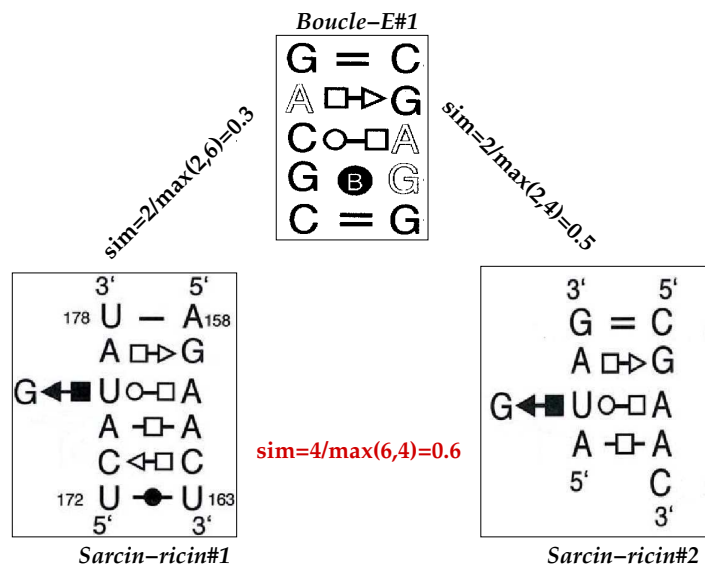 Boucle−E#1
G = C
A G
C A
G B G
C = G
sim=2/max(2,6)=0.3
sim=2/max(2,4)=0.5
3' 5'
178 U – A 158
A G
G U A
A A
C C
172 U U 163
5' 3'
Sarcin−ricin#1
sim=4/max(6,4)=0.6
3' 5'
G = C
A G
G U A
A A
5' C
3'
Sarcin−ricin#2